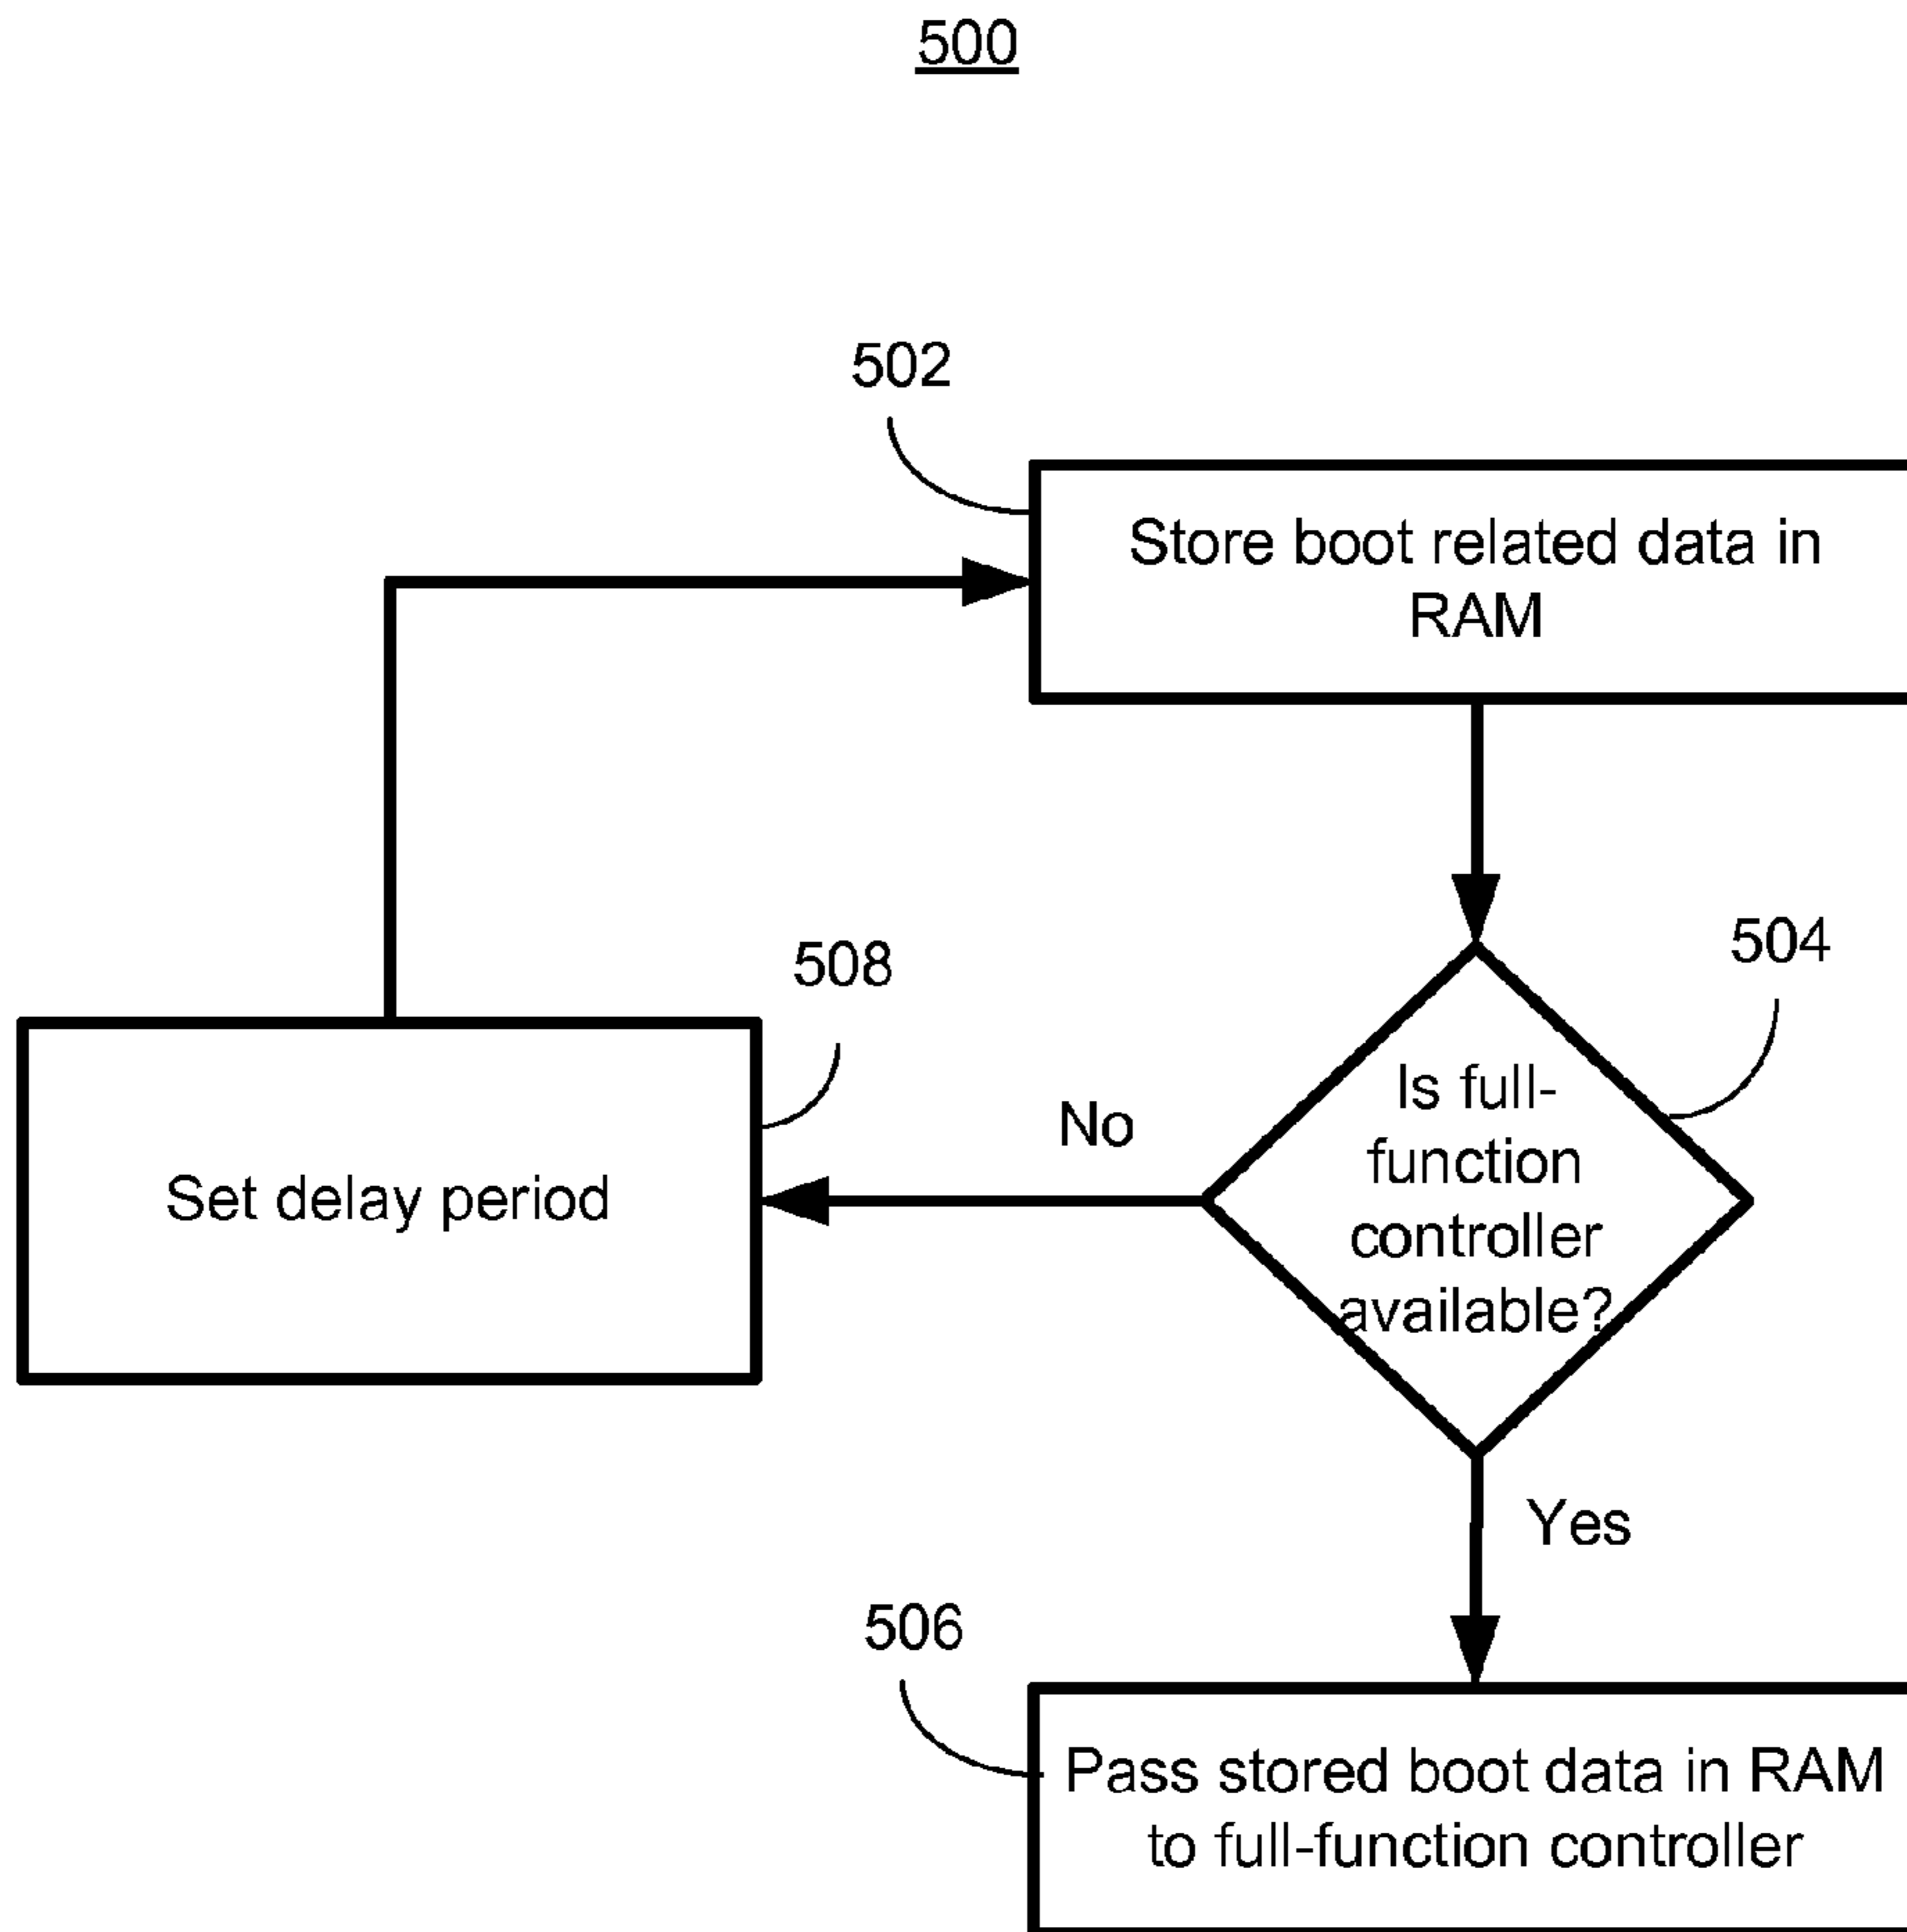 500
502
Store boot related data in
RAM
504
508
Is full-
function
controller
available?
No
Set delay period
Yes
506
Pass stored boot data in RAM
to full-function controller